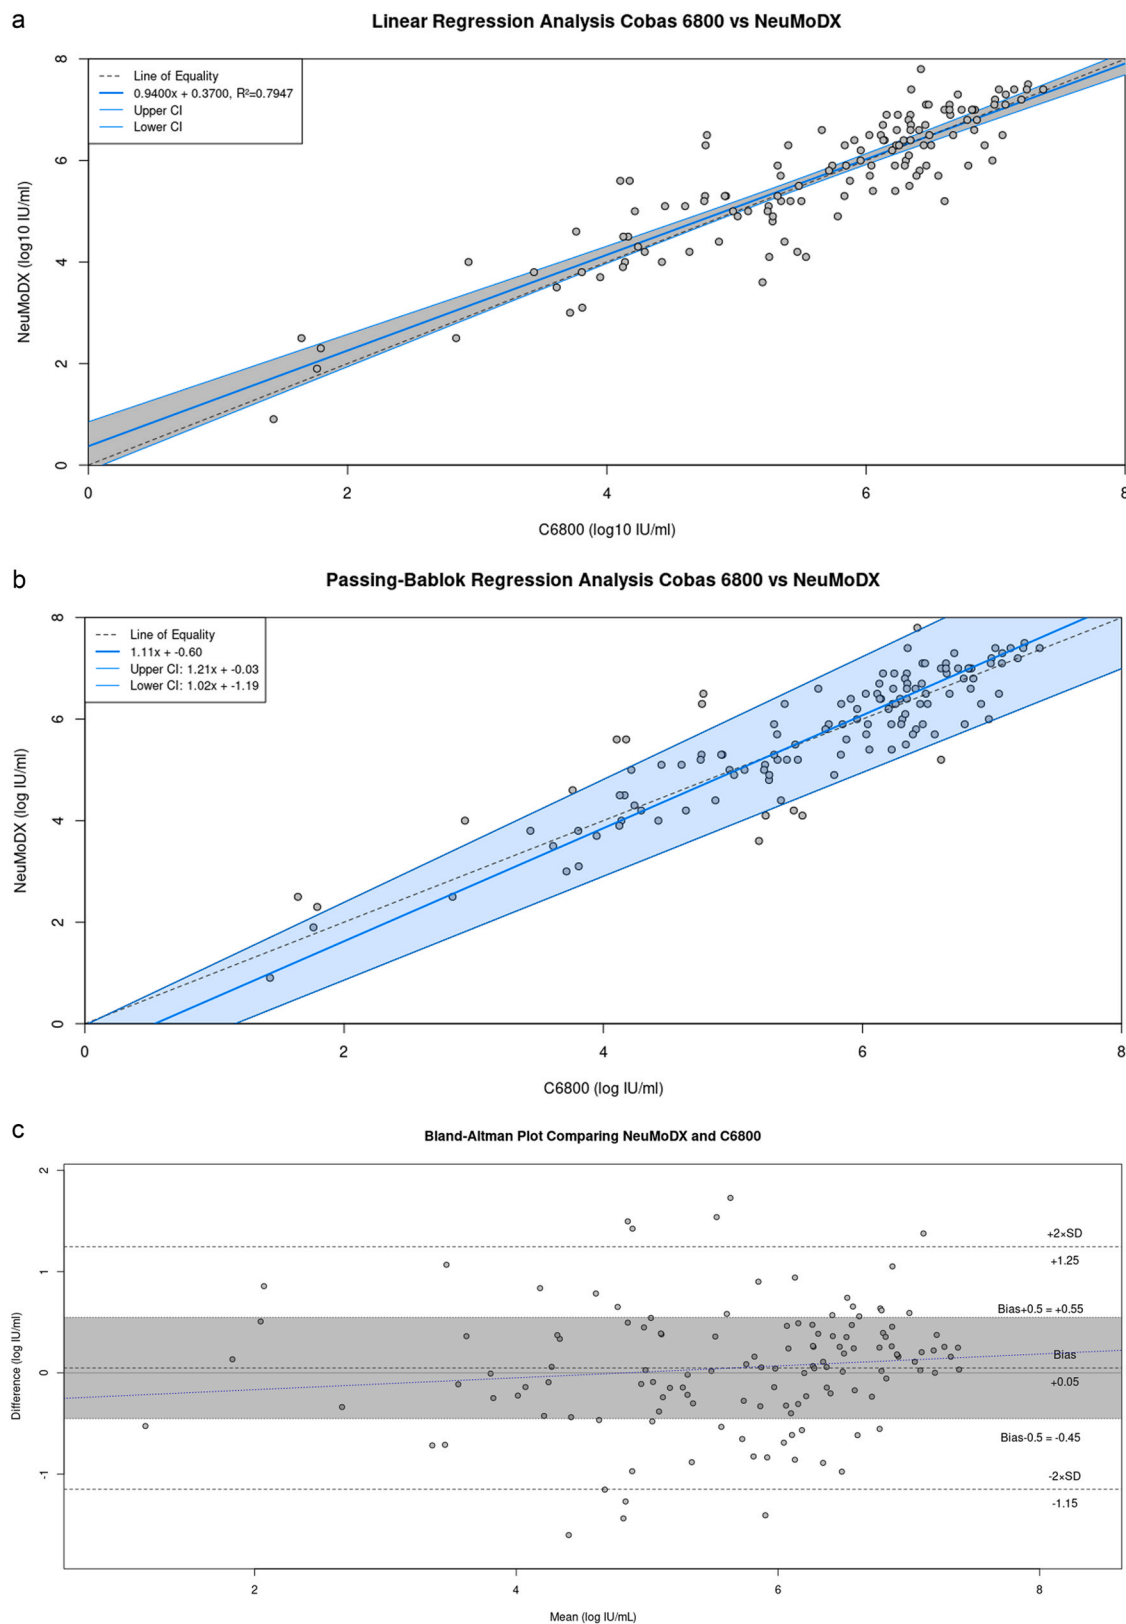 a
Linear Regression Analysis Cobas 6800 vs NeuMoDX
Line of Equality
0.9400x + 0.3700, R²=0.7947
Upper CI
Lower CI
8
6
4
2
0
NeuMoDX (log10 IU/ml)
0 2 4 6 8
C6800 (log10 IU/ml)
b
Passing-Bablok Regression Analysis Cobas 6800 vs NeuMoDX
Line of Equality
1.11x + -0.60
Upper CI: 1.21x + -0.03
Lower CI: 1.02x + -1.19
8
6
4
2
0
NeuMoDX (log IU/ml)
0 2 4 6 8
C6800 (log IU/ml)
c
Bland-Altman Plot Comparing NeuMoDX and C6800
2
1
0
-1
Difference (log IU/ml)
+2×SD
+1.25
Bias+0.5 = +0.55
Bias
+0.05
Bias-0.5 = -0.45
-2×SD
-1.15
2 4 6 8
Mean (log IU/mL)